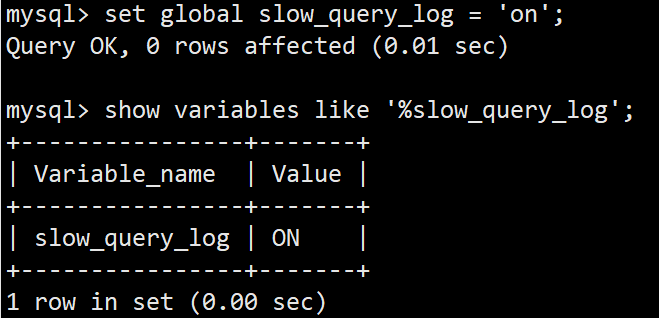 mysql> set global slow_query_log = 'on';
Query OK, 0 rows affected (0.01 sec)

mysql> show variables like '%slow_query_log';
+----------------+-------+
| Variable_name  | Value |
+----------------+-------+
| slow_query_log | ON    |
+----------------+-------+
1 row in set (0.00 sec)